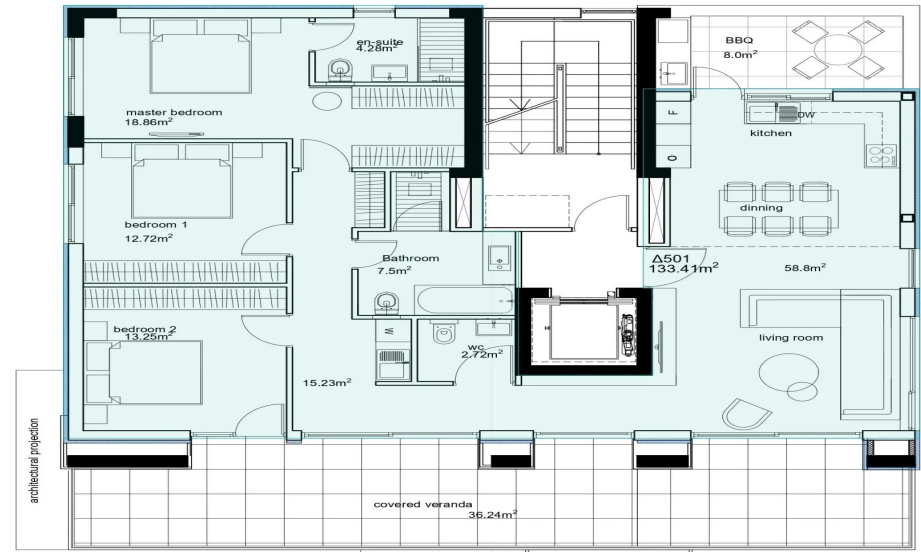 BBQ
8.0m²
en-suite
4.28m²
master bedroom
18.86m²
F
DW
kitchen
O
bedroom 1
12.72m²
dinning
Bathroom
7.5m²
Δ501
133.41m²
58.8m²
bedroom 2
13.25m²
W
wc
2.72m²
living room
15.23m²
architectural projection
covered veranda
36.24m²